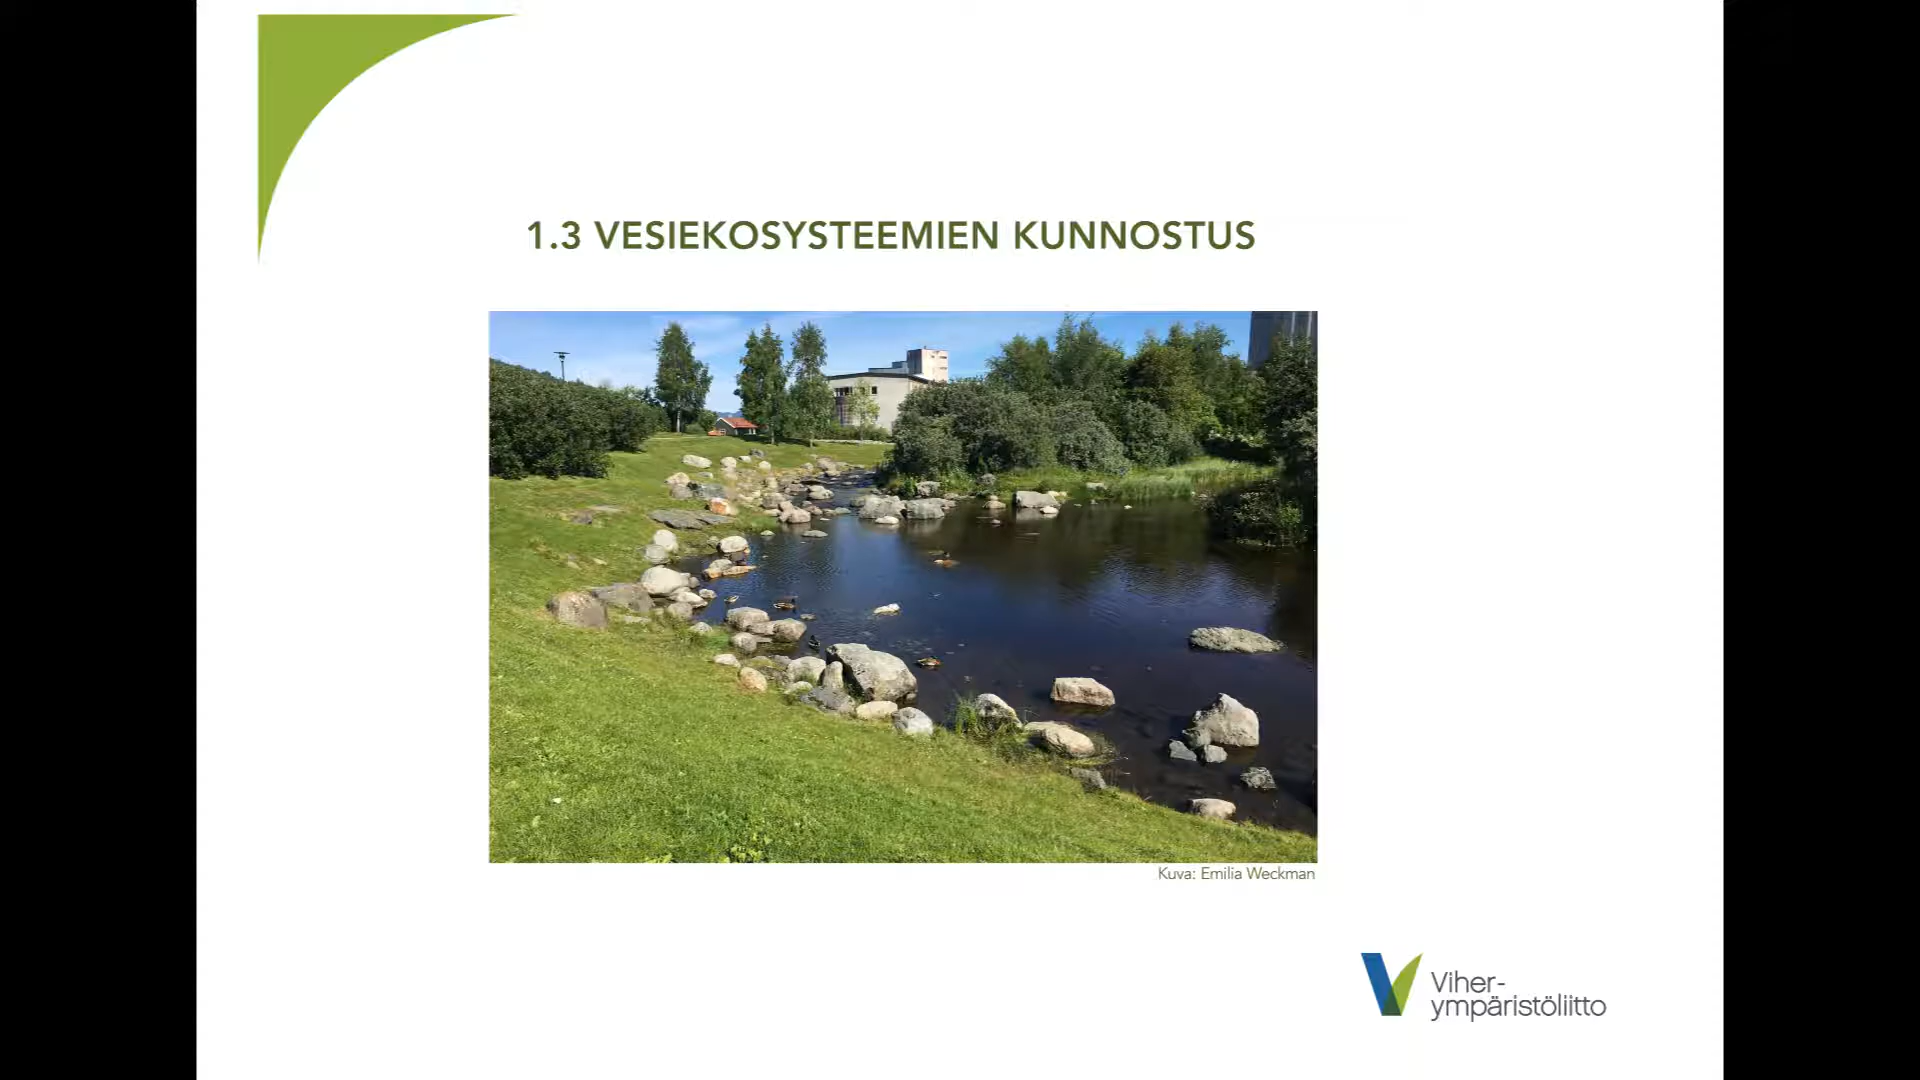 1.3 VESIEKOSYSTEEMIEN KUNNOSTUS
Kuva: Emilia Weckman
Viher-
ympäristöliitto